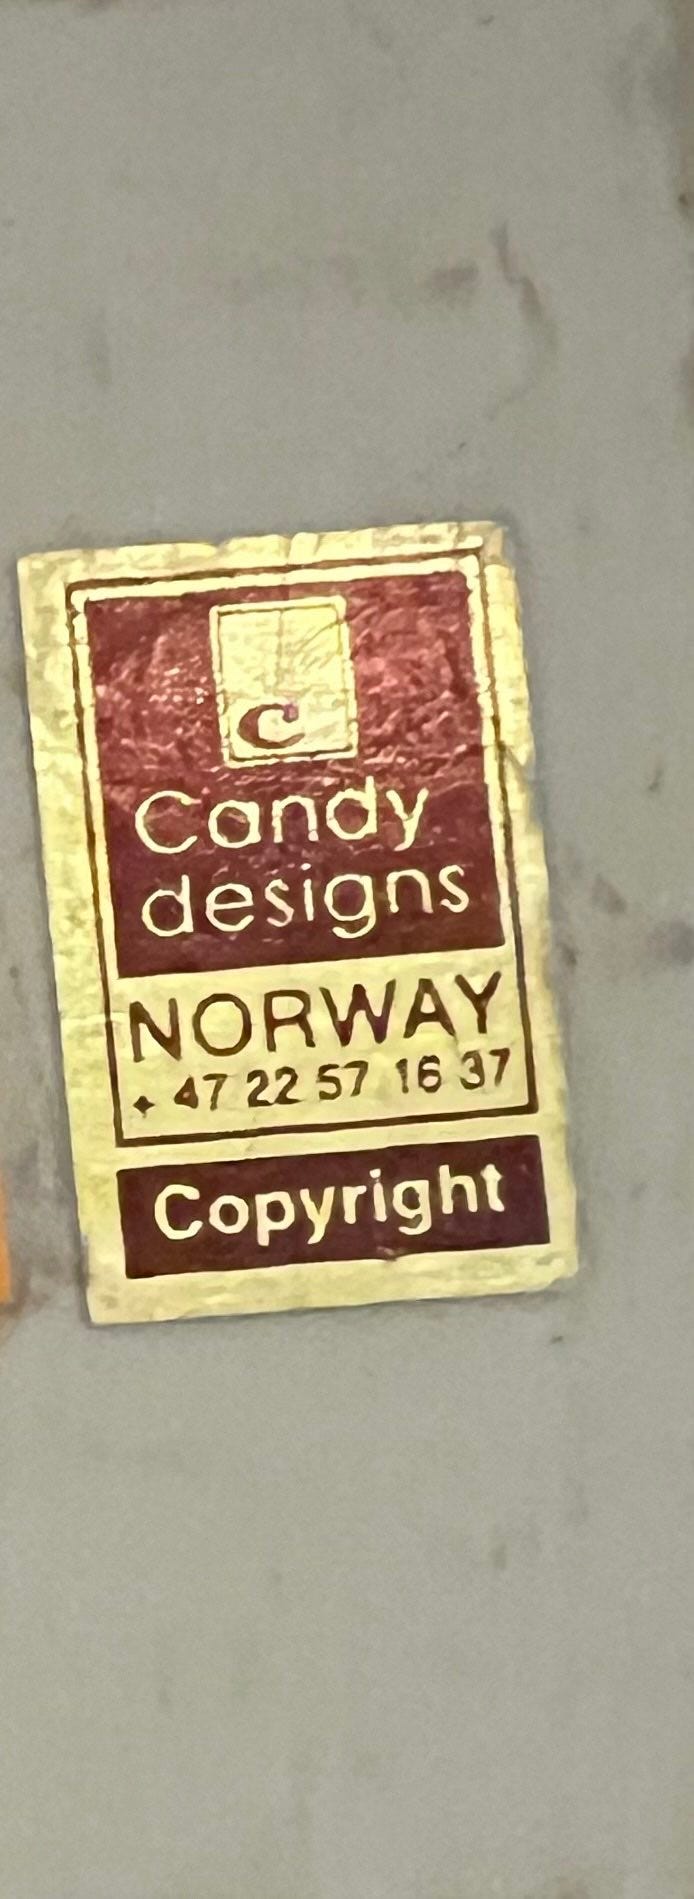 c
Candy
designs
NORWAY
+ 47 22 57 16 37
Copyright